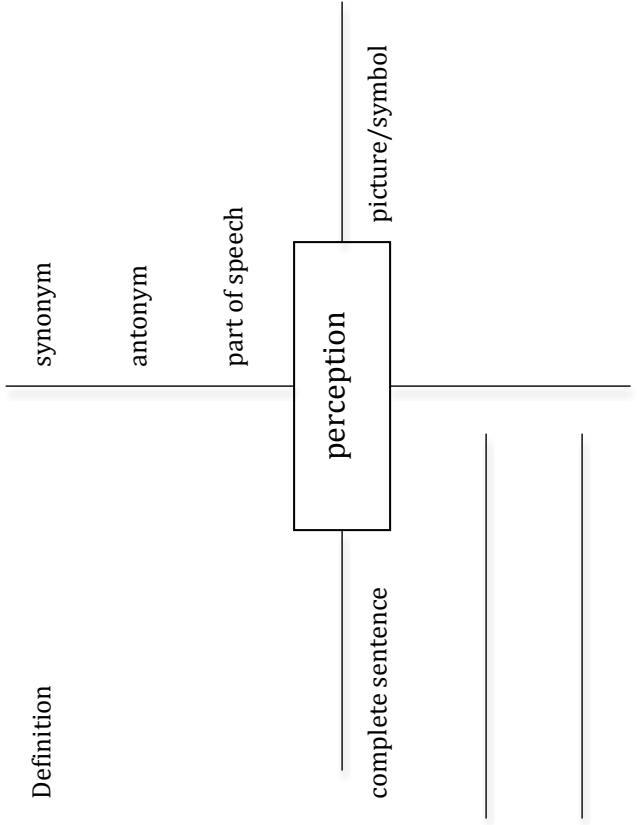 Definition
synonym
antonym
part of speech
perception
complete sentence
picture/symbol